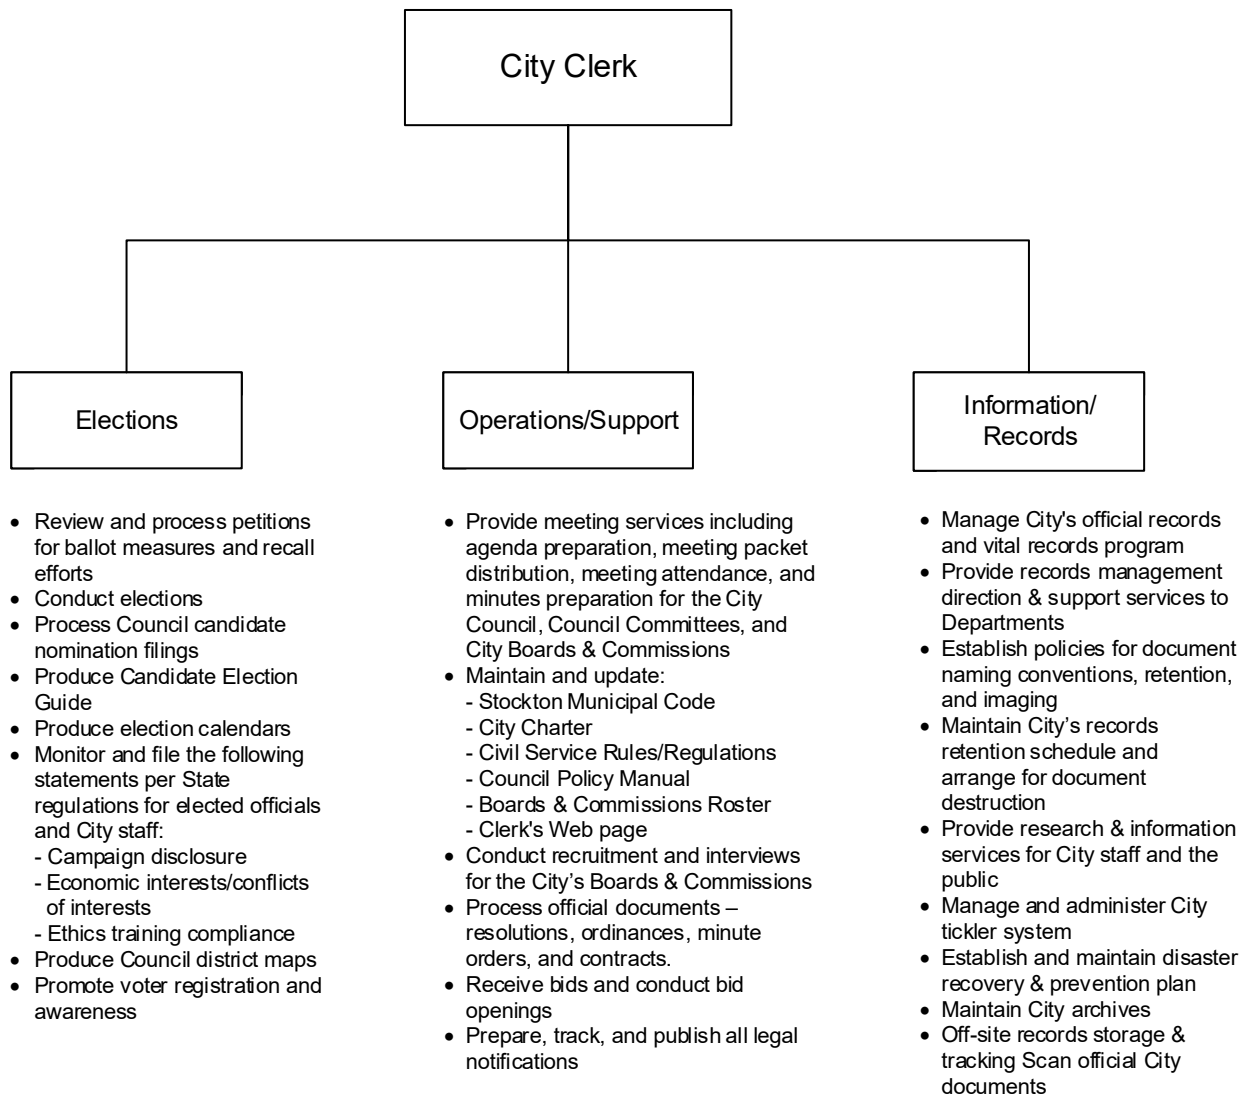 City Clerk
Elections
Operations/Support
Information/
Records
• Review and process petitions
for ballot measures and recall
efforts
• Conduct elections
• Process Council candidate
nomination filings
• Produce Candidate Election
Guide
• Produce election calendars
• Monitor and file the following
statements per State
regulations for elected officials
and City staff:
- Campaign disclosure
- Economic interests/conflicts
of interests
- Ethics training compliance
• Produce Council district maps
• Promote voter registration and
awareness
• Provide meeting services including
agenda preparation, meeting packet
distribution, meeting attendance, and
minutes preparation for the City
Council, Council Committees, and
City Boards & Commissions
• Maintain and update:
- Stockton Municipal Code
- City Charter
- Civil Service Rules/Regulations
- Council Policy Manual
- Boards & Commissions Roster
- Clerk's Web page
• Conduct recruitment and interviews
for the City’s Boards & Commissions
• Process official documents –
resolutions, ordinances, minute
orders, and contracts.
• Receive bids and conduct bid
openings
• Prepare, track, and publish all legal
notifications
• Manage City's official records
and vital records program
• Provide records management
direction & support services to
Departments
• Establish policies for document
naming conventions, retention,
and imaging
• Maintain City’s records
retention schedule and
arrange for document
destruction
• Provide research & information
services for City staff and the
public
• Manage and administer City
tickler system
• Establish and maintain disaster
recovery & prevention plan
• Maintain City archives
• Off-site records storage &
tracking Scan official City
documents